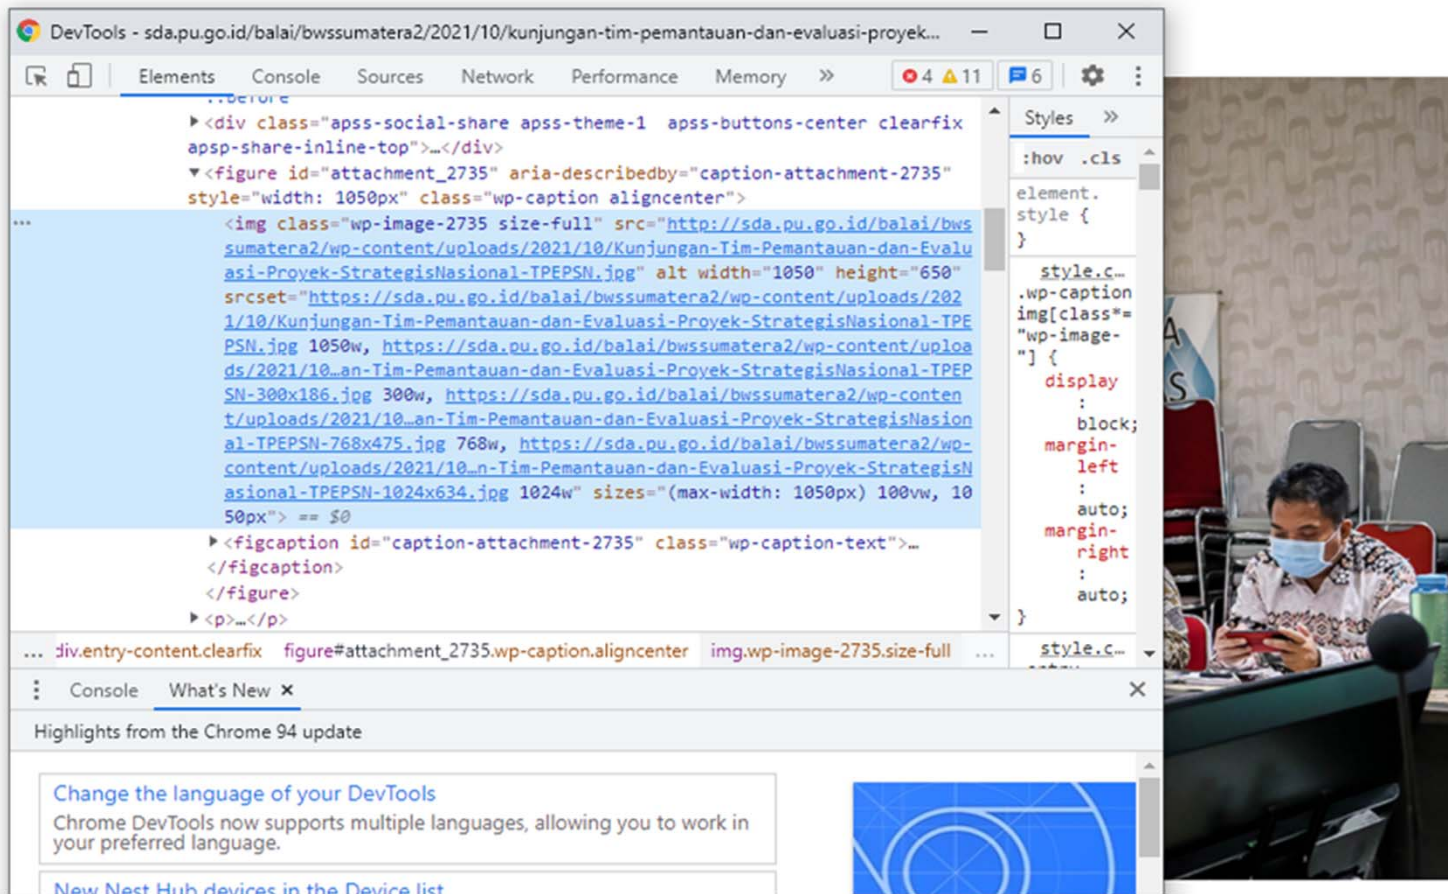 DevTools - sda.pu.go.id/balai/bwssumatera2/2021/10/kunjungan-tim-pemantauan-dan-evaluasi-proyek...
Elements Console Sources Network Performance Memory » 4 11 6
::before
<div class="apss-social-share apss-theme-1 apss-buttons-center clearfix
apsp-share-inline-top">…</div>
<figure id="attachment_2735" aria-describedby="caption-attachment-2735"
style="width: 1050px" class="wp-caption aligncenter">
<img class="wp-image-2735 size-full" src="http://sda.pu.go.id/balai/bws
sumatera2/wp-content/uploads/2021/10/Kunjungan-Tim-Pemantauan-dan-Evalu
asi-Proyek-StrategisNasional-TPEPSN.jpg" alt width="1050" height="650"
srcset="https://sda.pu.go.id/balai/bwssumatera2/wp-content/uploads/202
1/10/Kunjungan-Tim-Pemantauan-dan-Evaluasi-Proyek-StrategisNasional-TPE
PSN.jpg 1050w, https://sda.pu.go.id/balai/bwssumatera2/wp-content/uploa
ds/2021/10…an-Tim-Pemantauan-dan-Evaluasi-Proyek-StrategisNasional-TPEP
SN-300x186.jpg 300w, https://sda.pu.go.id/balai/bwssumatera2/wp-conten
t/uploads/2021/10…an-Tim-Pemantauan-dan-Evaluasi-Proyek-StrategisNasion
al-TPEPSN-768x475.jpg 768w, https://sda.pu.go.id/balai/bwssumatera2/wp-
content/uploads/2021/10…n-Tim-Pemantauan-dan-Evaluasi-Proyek-StrategisN
asional-TPEPSN-1024x634.jpg 1024w" sizes="(max-width: 1050px) 100vw, 10
50px"> == $0
<figcaption id="caption-attachment-2735" class="wp-caption-text">…
</figcaption>
</figure>
<p>…</p>
... div.entry-content.clearfix figure#attachment_2735.wp-caption.aligncenter img.wp-image-2735.size-full ...
Styles »
:hov .cls
element.
style {
}
style.c…
.wp-caption
img[class*=
"wp-image-
"] {
display
:
block;
margin-
left
:
auto;
margin-
right
:
auto;
}
style.c…
Console What's New ×
Highlights from the Chrome 94 update
Change the language of your DevTools
Chrome DevTools now supports multiple languages, allowing you to work in
your preferred language.
New Nest Hub devices in the Device list
A
S